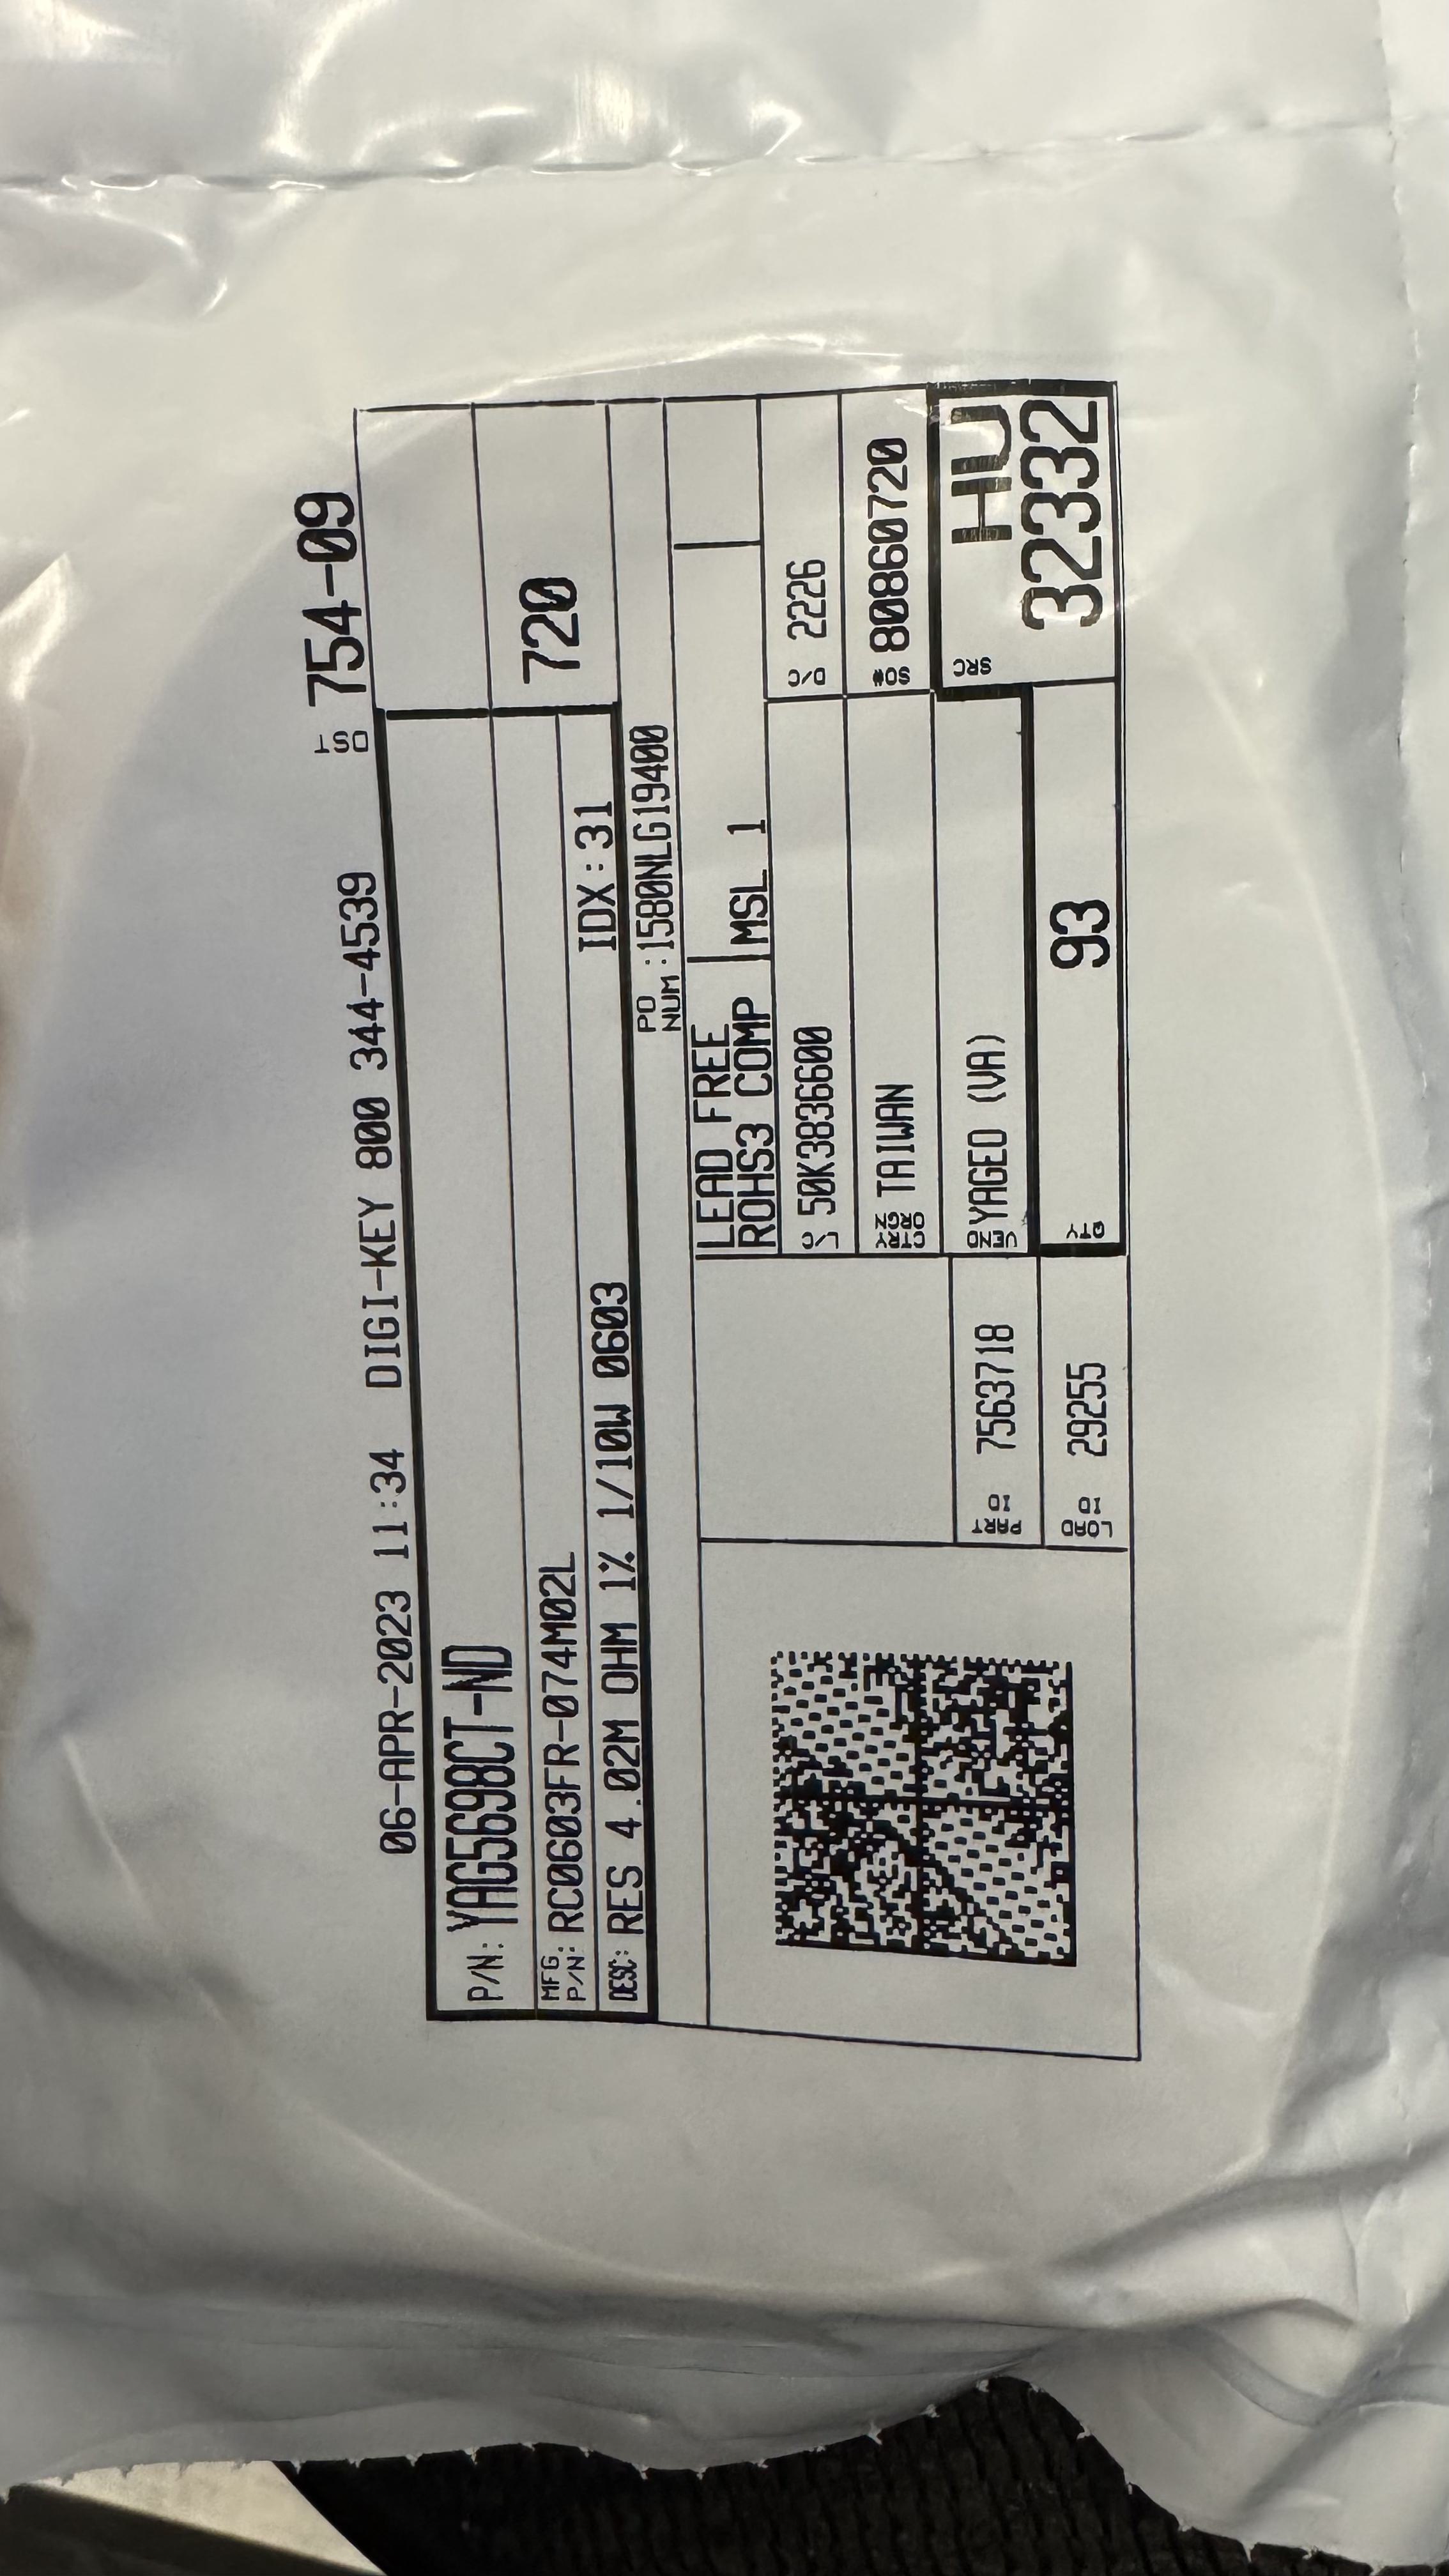 DST 754-09
06-APR-2023 11:34 DIGI-KEY 800 344-4539
P/N: YAG5698CT-ND
MFG P/N: RC0603FR-074M02L
720
DESC: RES 4.02M OHM 1% 1/10W 0603 IDX:31
PO NUM:1580NLG19400
LEAD FREE
ROHS3 COMP
MSL 1
L/C 50K3836600
D/C 2226
CTRY ORGN TAIWAN
SO# 80860720
PART ID 7563718
VEND YAGEO (VA)
SRC HU
32332
LOAD ID 29255
QTY 93